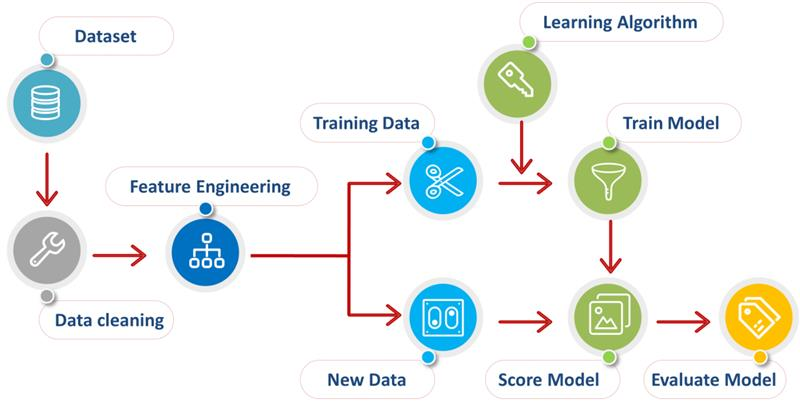 Learning Algorithm
Dataset
Training Data
Train Model
Feature Engineering
Data cleaning
New Data
Score Model
Evaluate Model